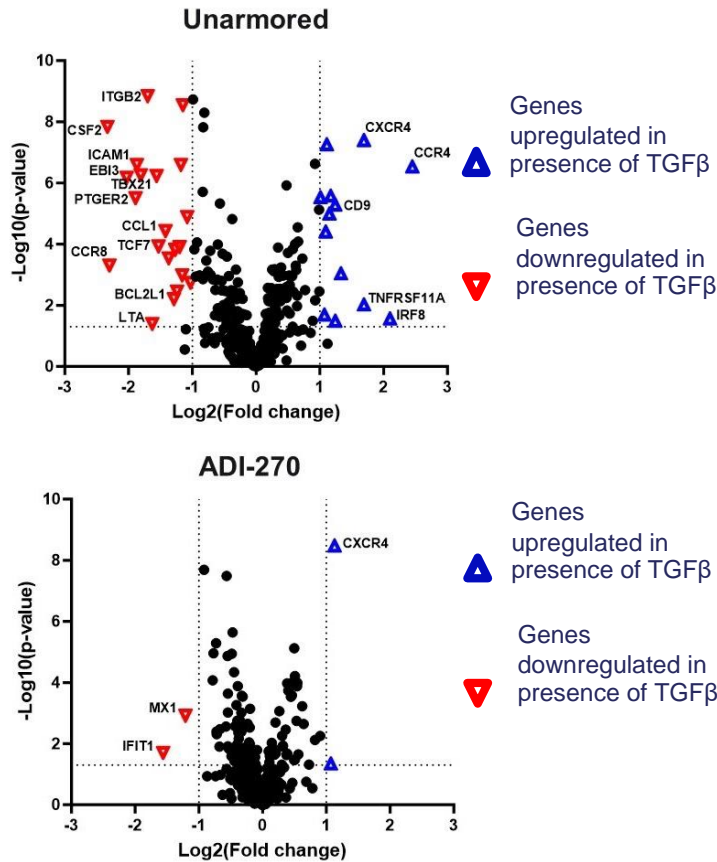 Unarmored
10
8
6
4
2
0
-Log10(p-value)
-3
-2
-1
0
1
2
3
Log2(Fold change)
ITGB2
CSF2
ICAM1
EBI3
TBX21
PTGER2
CCL1
TCF7
CCR8
BCL2L1
LTA
CXCR4
CCR4
CD9
TNFRSF11A
IRF8
Genes
upregulated in
presence of TGFβ
Genes
downregulated in
presence of TGFβ
ADI-270
10
8
6
4
2
0
-Log10(p-value)
-3
-2
-1
0
1
2
3
Log2(Fold change)
CXCR4
MX1
IFIT1
Genes
upregulated in
presence of TGFβ
Genes
downregulated in
presence of TGFβ